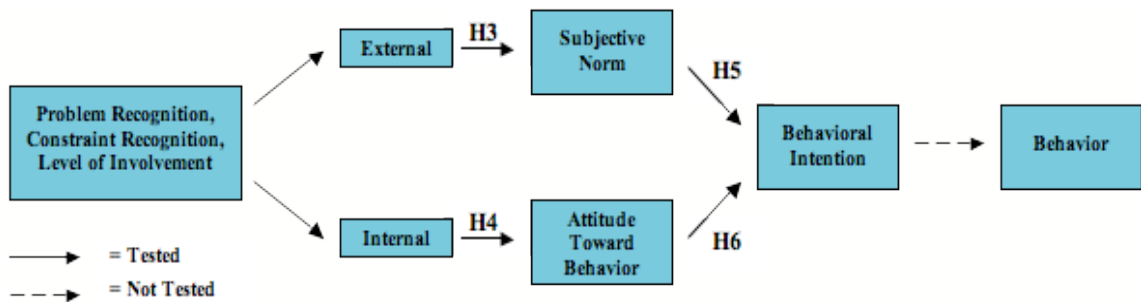 Problem Recognition,
Constraint Recognition,
Level of Involvement
External
H3
Subjective
Norm
H5
Internal
H4
Attitude
Toward
Behavior
H6
Behavioral
Intention
Behavior
= Tested
= Not Tested